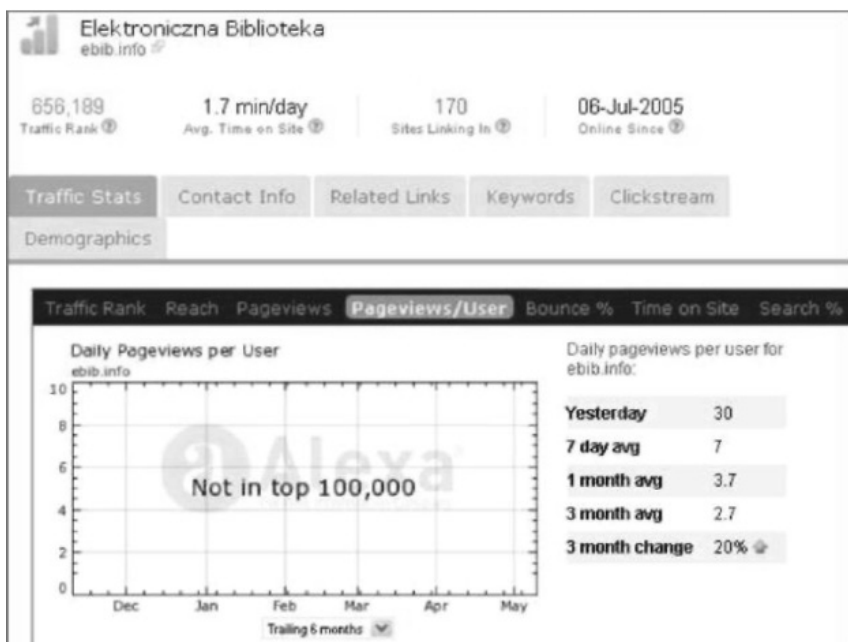 Elektroniczna Biblioteka
ebib.info
656,189 1.7 min/day 170 06-Jul-2005
Traffic Rank ? Avg. Time on Site ? Sites Linking In ? Online Since ?
Traffic Stats Contact Info Related Links Keywords Clickstream
Demographics
Traffic Rank Reach Pageviews Pageviews/User Bounce % Time on Site Search %
Daily Pageviews per User
ebib.info
10
8
6
4
2
0
a Alexa
Not in top 100,000
Dec Jan Feb Mar Apr May
Trailing 6 months
Daily pageviews per user for
ebib.info:
Yesterday 30
7 day avg 7
1 month avg 3.7
3 month avg 2.7
3 month change 20%